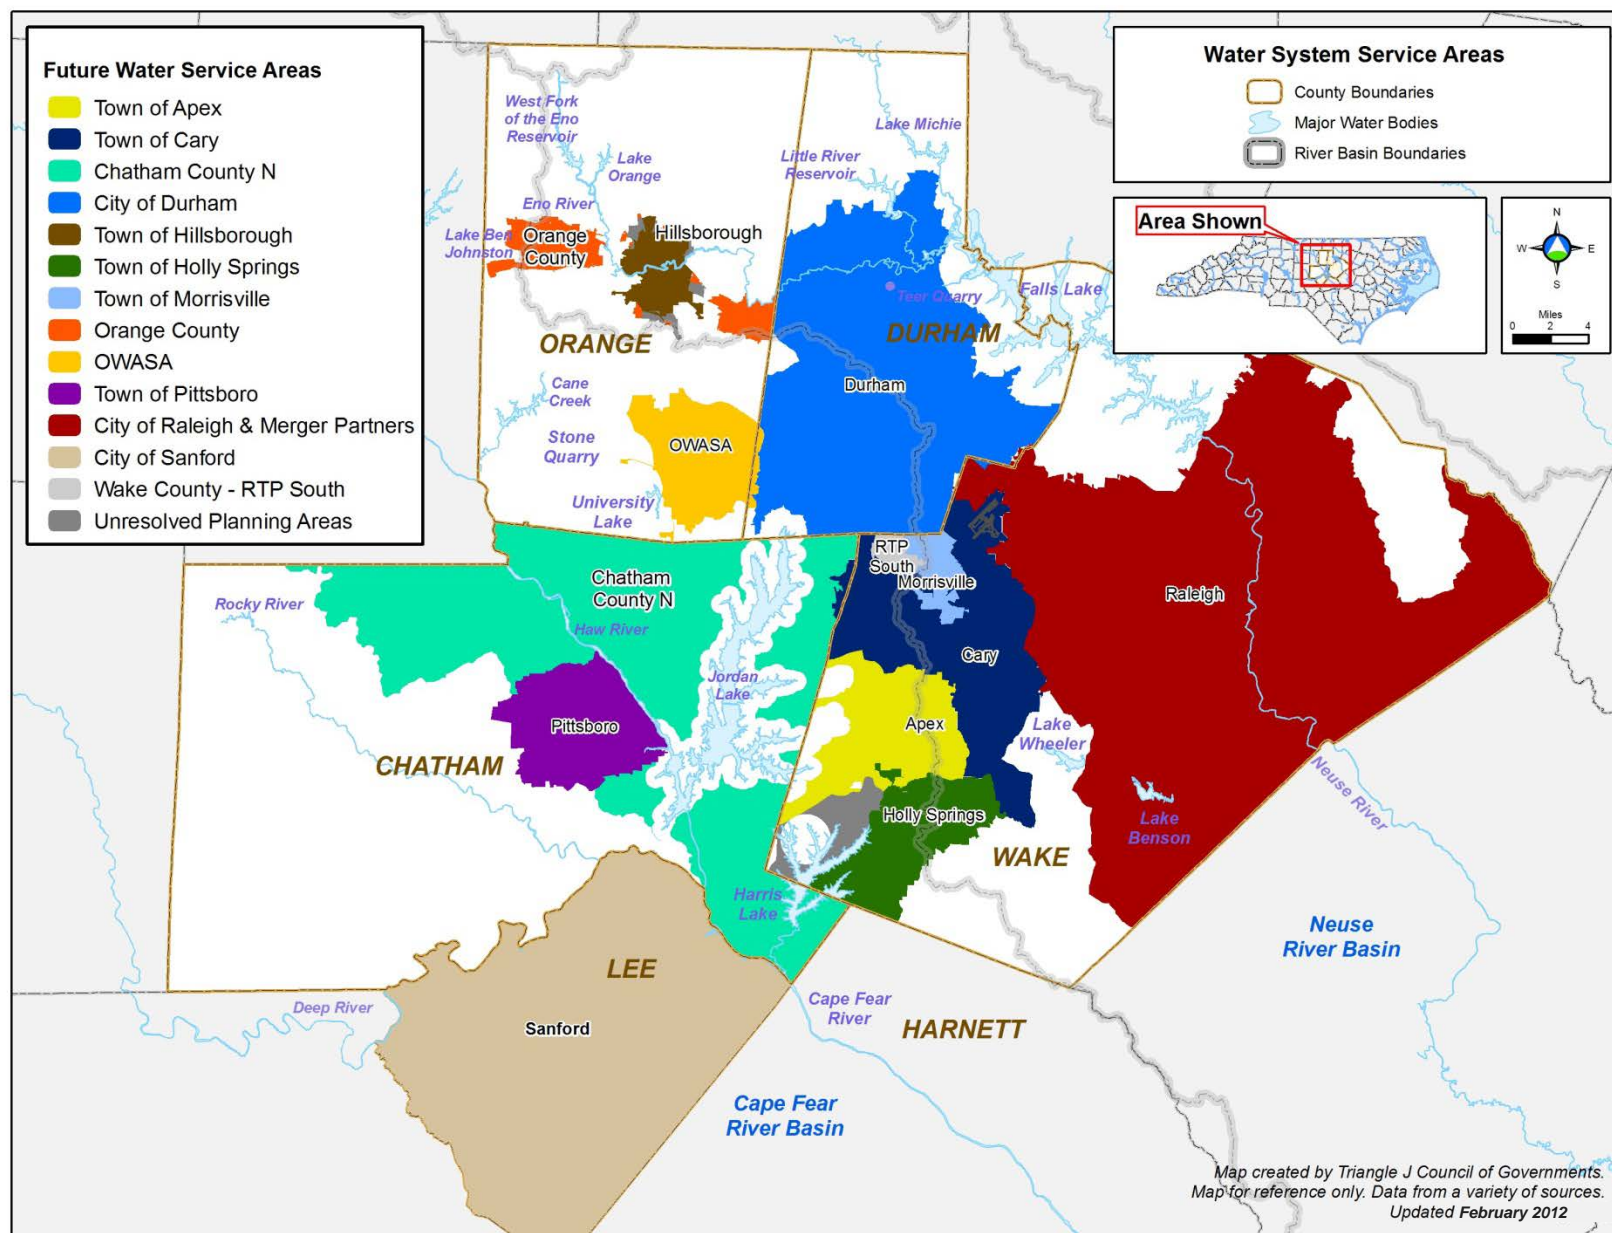 Future Water Service Areas
Town of Apex
Town of Cary
Chatham County N
City of Durham
Town of Hillsborough
Town of Holly Springs
Town of Morrisville
Orange County
OWASA
Town of Pittsboro
City of Raleigh & Merger Partners
City of Sanford
Wake County - RTP South
Unresolved Planning Areas
Water System Service Areas
County Boundaries
Major Water Bodies
River Basin Boundaries
Area Shown
N
W
E
S
Miles
0 2 4
West Fork
of the Eno
Reservoir
Lake
Orange
Eno River
Lake Ben
Johnston
Orange
County
Hillsborough
Lake Michie
Little River
Reservoir
Teer Quarry
Falls Lake
ORANGE
DURHAM
Durham
Cane
Creek
Stone
Quarry
OWASA
University
Lake
RTP
South
Morrisville
Raleigh
Chatham
County N
Rocky River
Haw River
Jordan
Lake
Cary
Pittsboro
Apex
Lake
Wheeler
CHATHAM
Holly Springs
Lake
Benson
Neuse River
WAKE
Harris
Lake
Neuse
River Basin
LEE
Deep River
Sanford
Cape Fear
River
HARNETT
Cape Fear
River Basin
Map created by Triangle J Council of Governments.
Map for reference only. Data from a variety of sources.
Updated February 2012